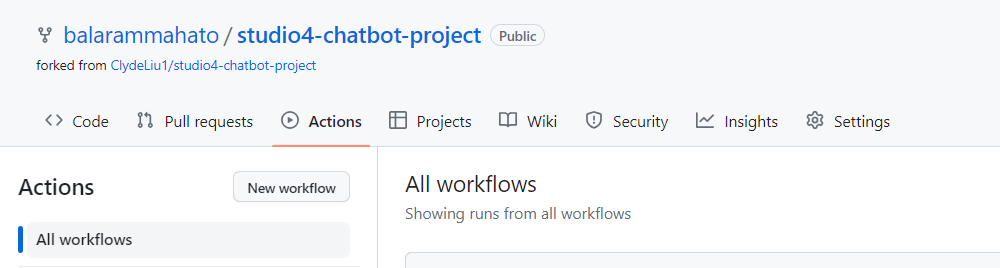 balarammahato / studio4-chatbot-project Public
forked from ClydeLiu1/studio4-chatbot-project
Code Pull requests Actions Projects Wiki Security Insights Settings
Actions New workflow
All workflows
All workflows
Showing runs from all workflows